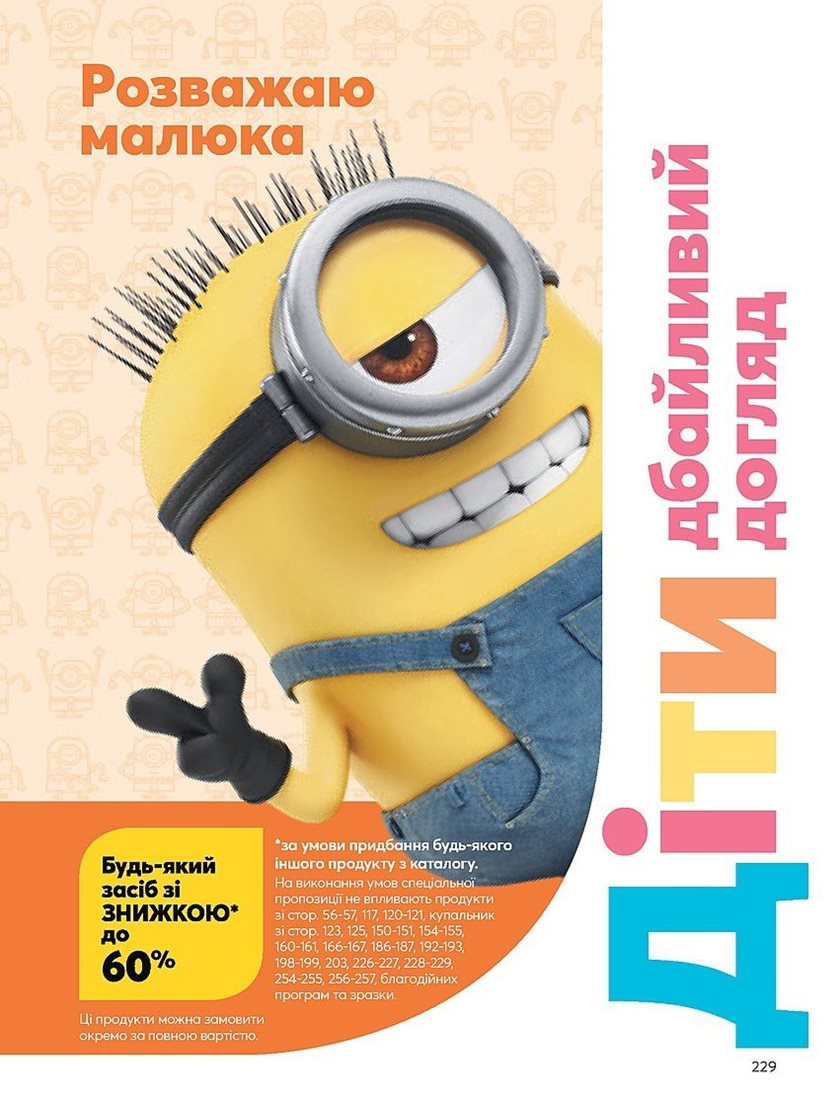 Розважаю
малюка
Діти
дбайливий
догляд
Будь-який
засіб зі
ЗНИЖКОЮ*
до
60%
*за умови придбання будь-якого
іншого продукту з каталогу.
На виконання умов спеціальної
пропозиції не впливають продукти
зі стор. 56-57, 117, 120-121, купальник
зі стор. 123, 125, 150-151, 154-155,
160-161, 166-167, 186-187, 192-193,
198-199, 203, 226-227, 228-229,
254-255, 256-257, благодійних
програм та зразки.
Ці продукти можна замовити
окремо за повною вартістю.
229